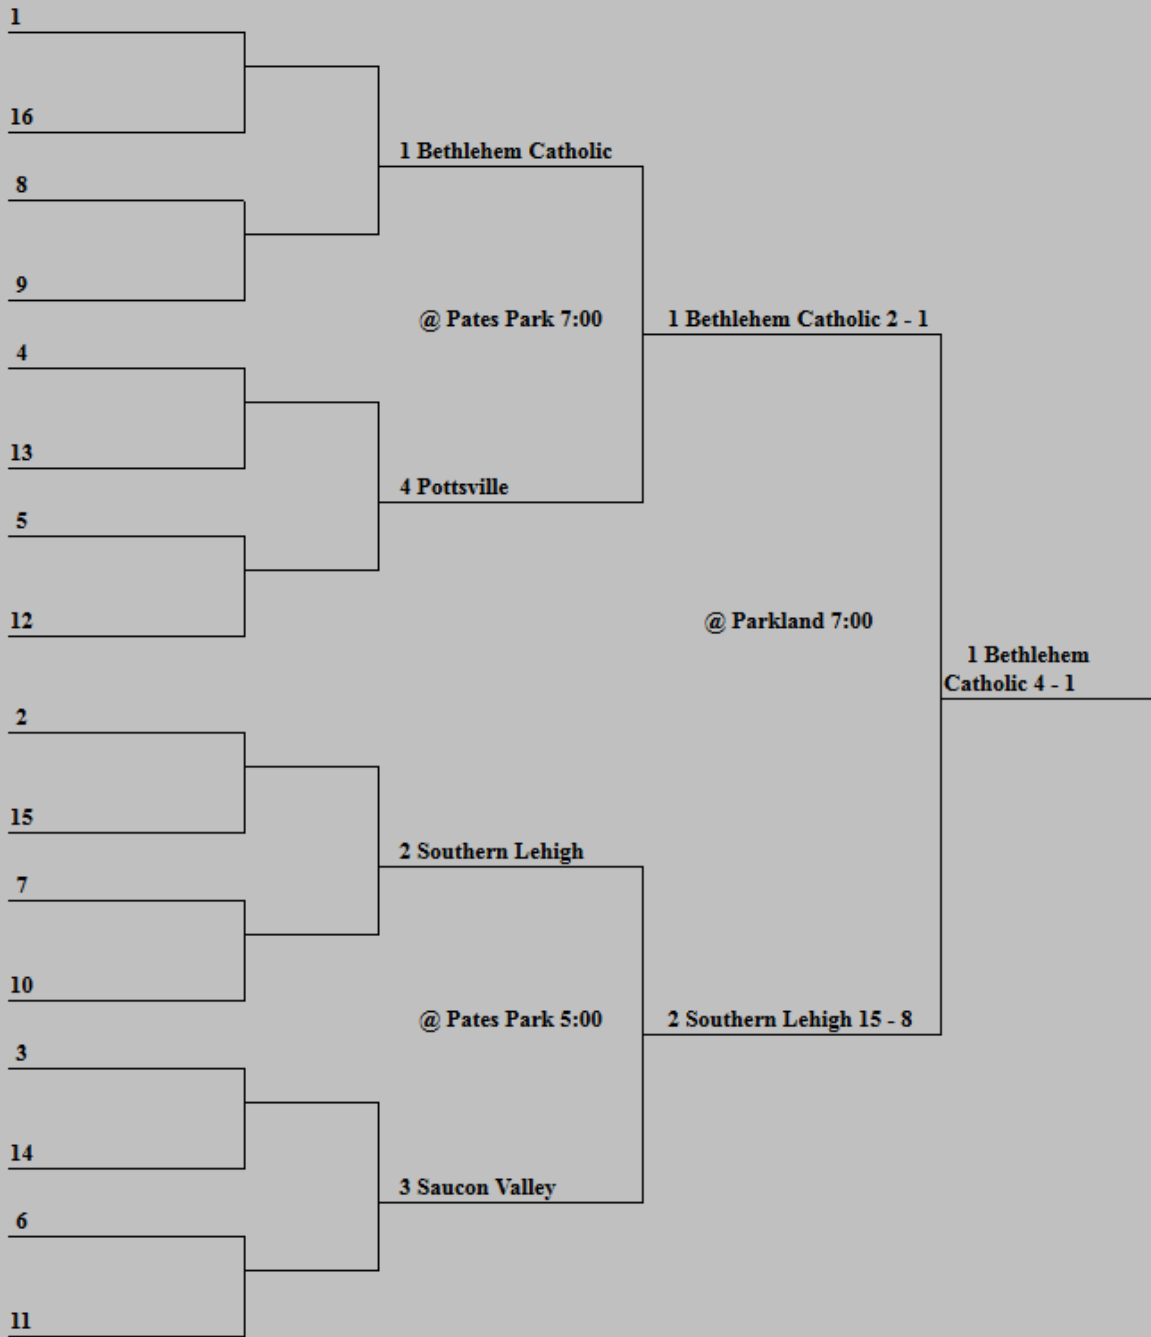 1
16
1 Bethlehem Catholic
8
9
@ Pates Park 7:00
1 Bethlehem Catholic 2 - 1
4
13
4 Pottsville
5
12
@ Parkland 7:00
1 Bethlehem
Catholic 4 - 1
2
15
2 Southern Lehigh
7
10
@ Pates Park 5:00
2 Southern Lehigh 15 - 8
3
14
3 Saucon Valley
6
11